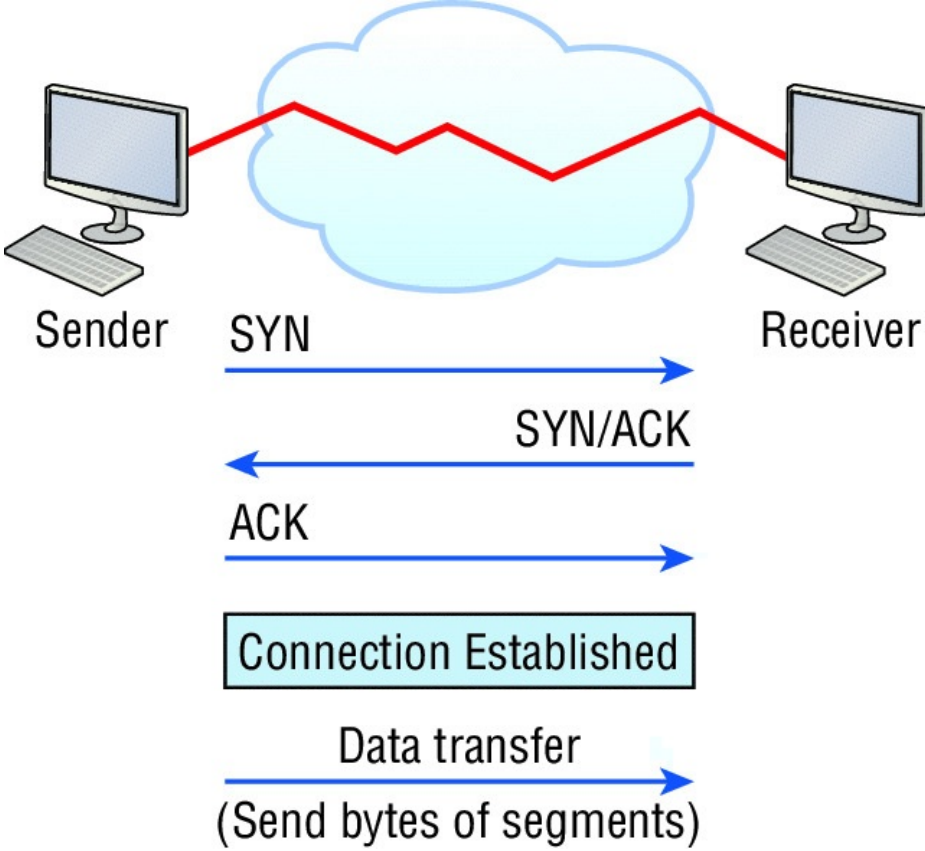 Sender
Receiver
SYN
SYN/ACK
ACK
Connection Established
Data transfer
(Send bytes of segments)